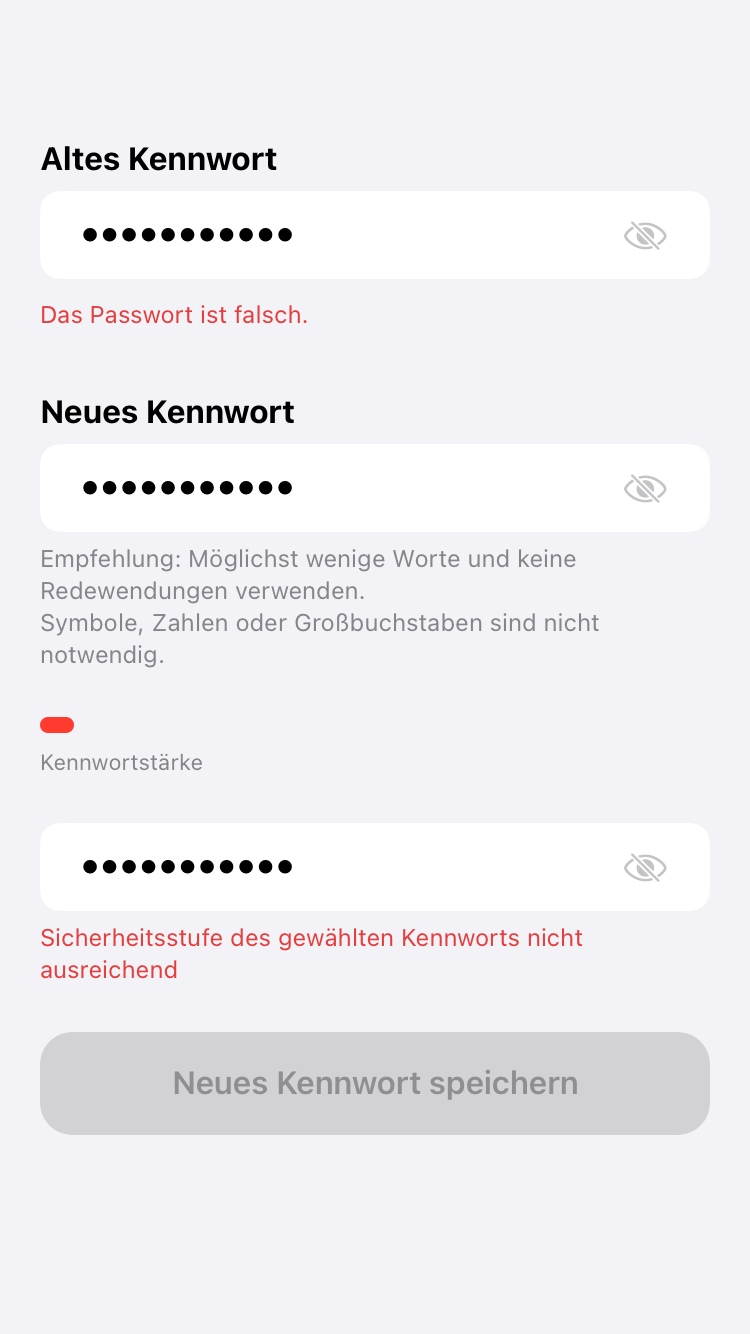 Altes Kennwort
●●●●●●●●●●●
Das Passwort ist falsch.
Neues Kennwort
●●●●●●●●●●●
Empfehlung: Möglichst wenige Worte und keine
Redewendungen verwenden.
Symbole, Zahlen oder Großbuchstaben sind nicht
notwendig.
Kennwortstärke
●●●●●●●●●●●
Sicherheitsstufe des gewählten Kennworts nicht
ausreichend
Neues Kennwort speichern